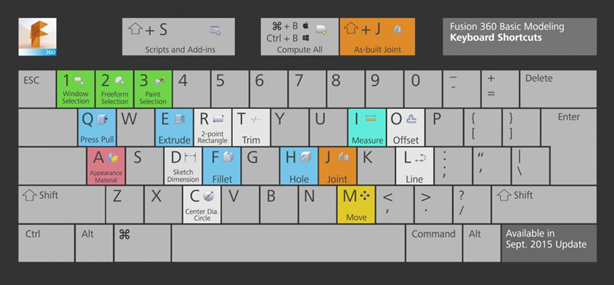 360
⇧+ S
Scripts and Add-ins
⌘ + B
Ctrl + B
Compute All
⇧+ J
As-built Joint
Fusion 360 Basic Modeling
Keyboard Shortcuts
ESC
1
Window
Selection
2
Freeform
Selection
3
Paint
Selection
4
5
6
7
8
9
0
_
-
+
=
Delete
Q
Press Pull
W
E
Extrude
R
2-point
Rectangle
T
Trim
Y
U
I
Measure
O
Offset
P
{
[
}
]
Enter
A
Appearance
Material
S
D
Sketch
Dimension
F
Fillet
G
H
Hole
J
Joint
K
L
Line
:
;
“
‘
|
\
⇧ Shift
Z
X
C
Center Dia.
Circle
V
B
N
M
Move
<
,
>
.
?
/
⇧ Shift
Ctrl
Alt
⌘
Command
Alt
Available in
Sept. 2015 Update